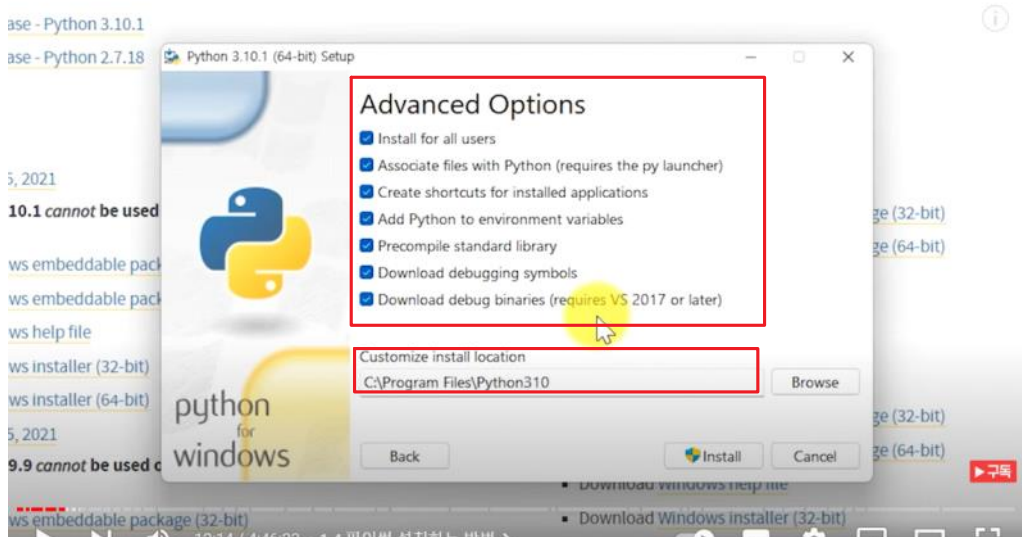 ase - Python 3.10.1
ase - Python 2.7.18
Python 3.10.1 (64-bit) Setup
Advanced Options
Install for all users
Associate files with Python (requires the py launcher)
Create shortcuts for installed applications
Add Python to environment variables
Precompile standard library
Download debugging symbols
Download debug binaries (requires VS 2017 or later)
Customize install location
C:\Program Files\Python310
Browse
Back
Install
Cancel
python
for
windows
5, 2021
10.1 cannot be used
ws embeddable pack
ws embeddable pack
ws help file
ws installer (32-bit)
ws installer (64-bit)
5, 2021
9.9 cannot be used
ws embeddable package (32-bit)
ge (32-bit)
ge (64-bit)
ge (32-bit)
ge (64-bit)
구독
Download Windows help file
Download Windows installer (32-bit)